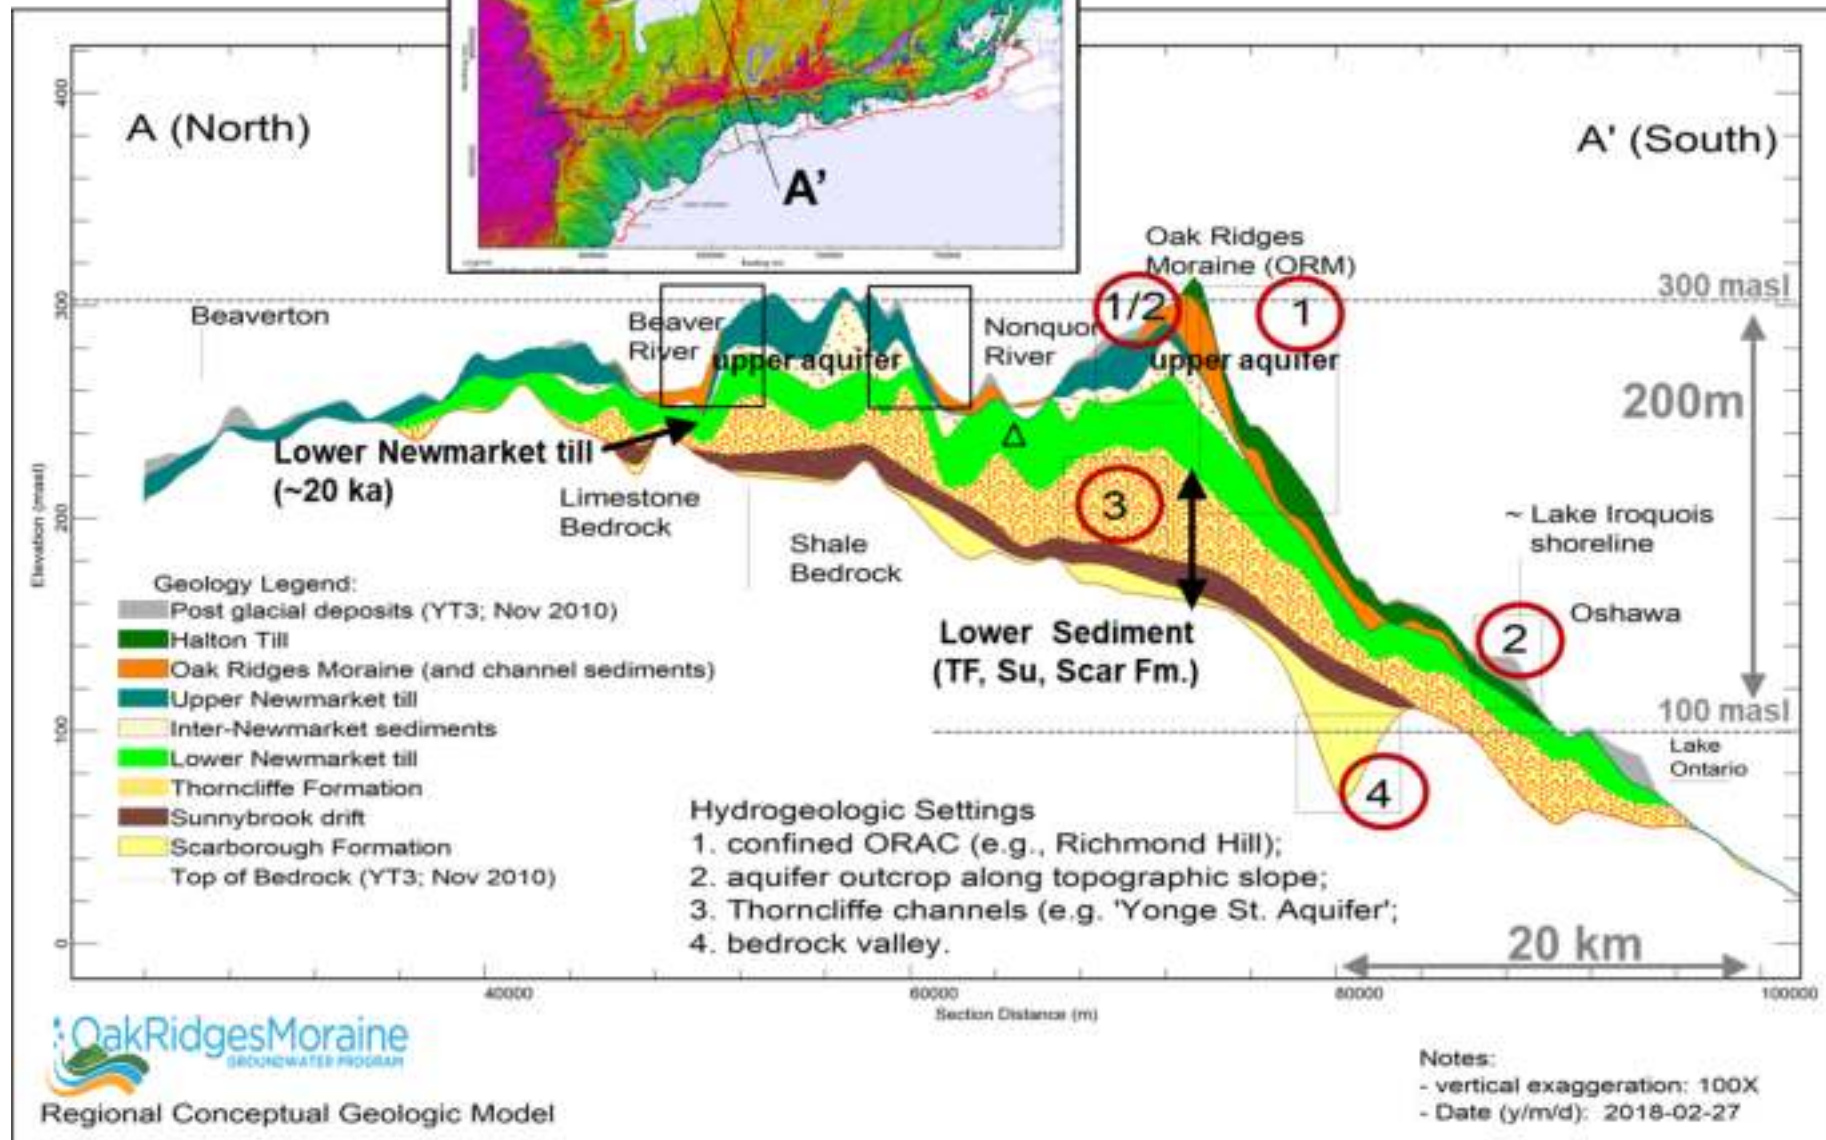 A'
A (North)
A' (South)
Oak Ridges
Moraine (ORM)
300 masl
Beaverton
Beaver
River
Nonquon
River
1/2
1
upper aquifer
upper aquifer
200m
Lower Newmarket till
(~20 ka)
Limestone
Bedrock
Shale
Bedrock
3
~ Lake Iroquois
shoreline
Oshawa
2
Lower Sediment
(TF, Su, Scar Fm.)
100 masl
Lake
Ontario
4
Geology Legend:
Post glacial deposits (YT3; Nov 2010)
Halton Till
Oak Ridges Moraine (and channel sediments)
Upper Newmarket till
Inter-Newmarket sediments
Lower Newmarket till
Thorncliffe Formation
Sunnybrook drift
Scarborough Formation
Top of Bedrock (YT3; Nov 2010)
Hydrogeologic Settings
1. confined ORAC (e.g., Richmond Hill);
2. aquifer outcrop along topographic slope;
3. Thorncliffe channels (e.g. 'Yonge St. Aquifer';
4. bedrock valley.
20 km
Elevation (masl)
400
300
200
100
0
40000
60000
80000
100000
Section Distance (m)
OakRidgesMoraine
GROUNDWATER PROGRAM
Regional Conceptual Geologic Model
Notes:
- vertical exaggeration: 100X
- Date (y/m/d): 2018-02-27